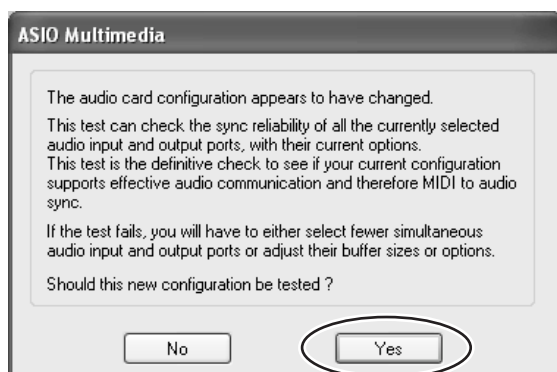 ASIO Multimedia
The audio card configuration appears to have changed.
This test can check the sync reliability of all the currently selected
audio input and output ports, with their current options.
This test is the definitive check to see if your current configuration
supports effective audio communication and therefore MIDI to audio
sync.
If the test fails, you will have to either select fewer simultaneous
audio input and output ports or adjust their buffer sizes or options.
Should this new configuration be tested ?
No
Yes